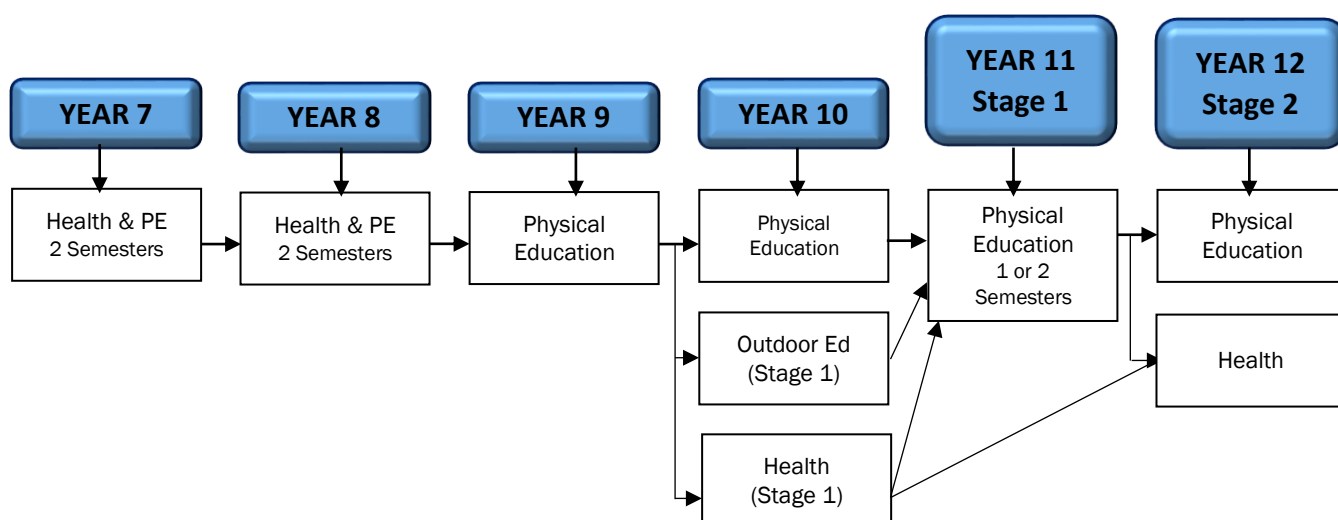 YEAR 7
YEAR 8
YEAR 9
YEAR 10
YEAR 11
Stage 1
YEAR 12
Stage 2
Health & PE
2 Semesters
Health & PE
2 Semesters
Physical
Education
Physical
Education
Physical
Education
1 or 2
Semesters
Physical
Education
Outdoor Ed
(Stage 1)
Health
Health
(Stage 1)